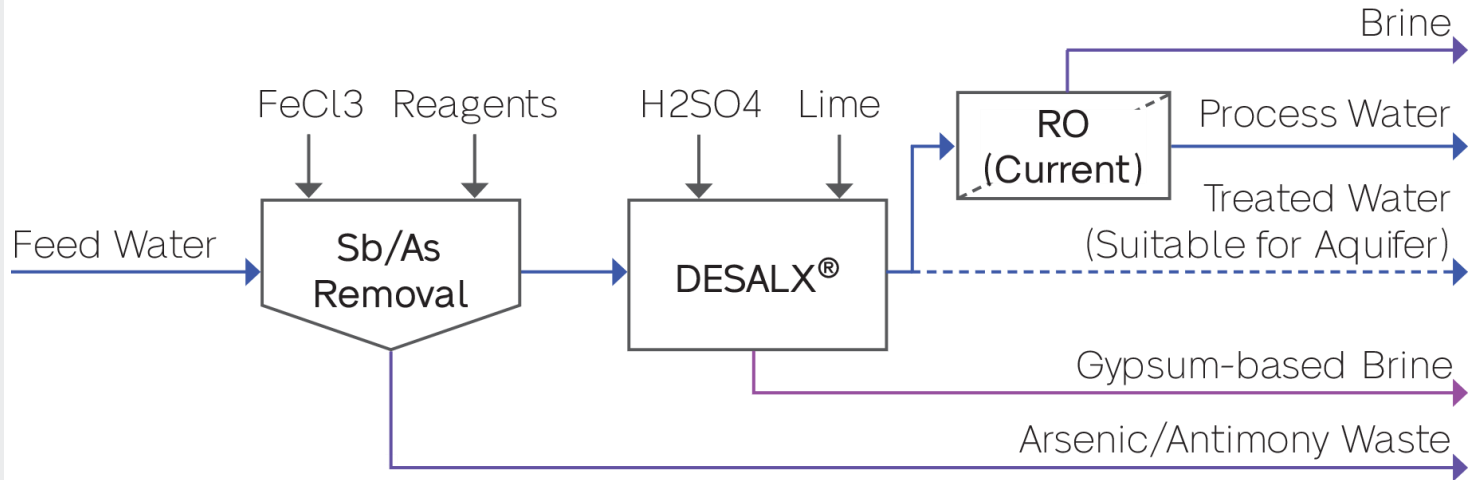 Brine
FeCl3 Reagents
H2SO4 Lime
RO
(Current)
Process Water
Treated Water
(Suitable for Aquifer)
Feed Water
Sb/As
Removal
DESALX®
Gypsum-based Brine
Arsenic/Antimony Waste